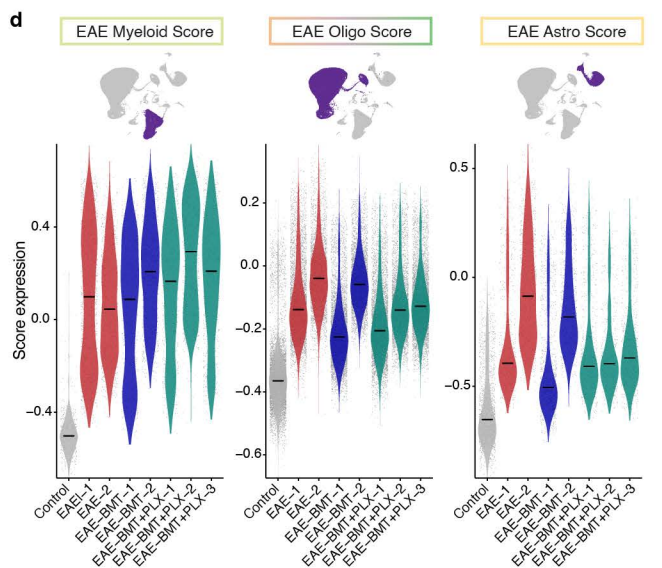 d
EAE Myeloid Score
EAE Oligo Score
EAE Astro Score
Score expression
0.4
0.0
−0.4
0.2
0.0
−0.2
−0.4
−0.6
0.5
0.0
−0.5
Control
EAEI-1
EAE-2
EAE-BMT-1
EAE-BMT-2
EAE-BMT+PLX-1
EAE-BMT+PLX-2
EAE-BMT+PLX-3
Control
EAE-1
EAE-2
EAE-BMT-1
EAE-BMT-2
EAE-BMT+PLX-1
EAE-BMT+PLX-2
EAE-BMT+PLX-3
Control
EAE-1
EAE-2
EAE-BMT-1
EAE-BMT-2
EAE-BMT+PLX-1
EAE-BMT+PLX-2
EAE-BMT+PLX-3